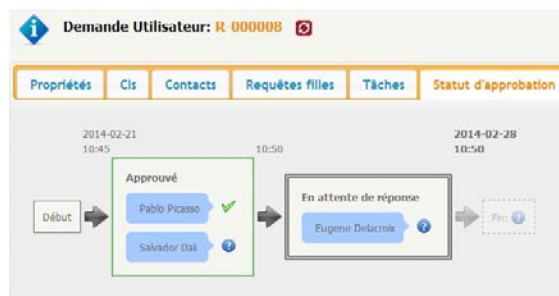 Demande Utilisateur: R-000008
Propriétés CIs Contacts Requêtes filles Tâches Statut d'approbation
2014-02-21
10:45
10:50
2014-02-28
10:50
Début
Approuvé
Pablo Picasso
Salvador Dali
En attente de réponse
Eugene Delacroix
Fin